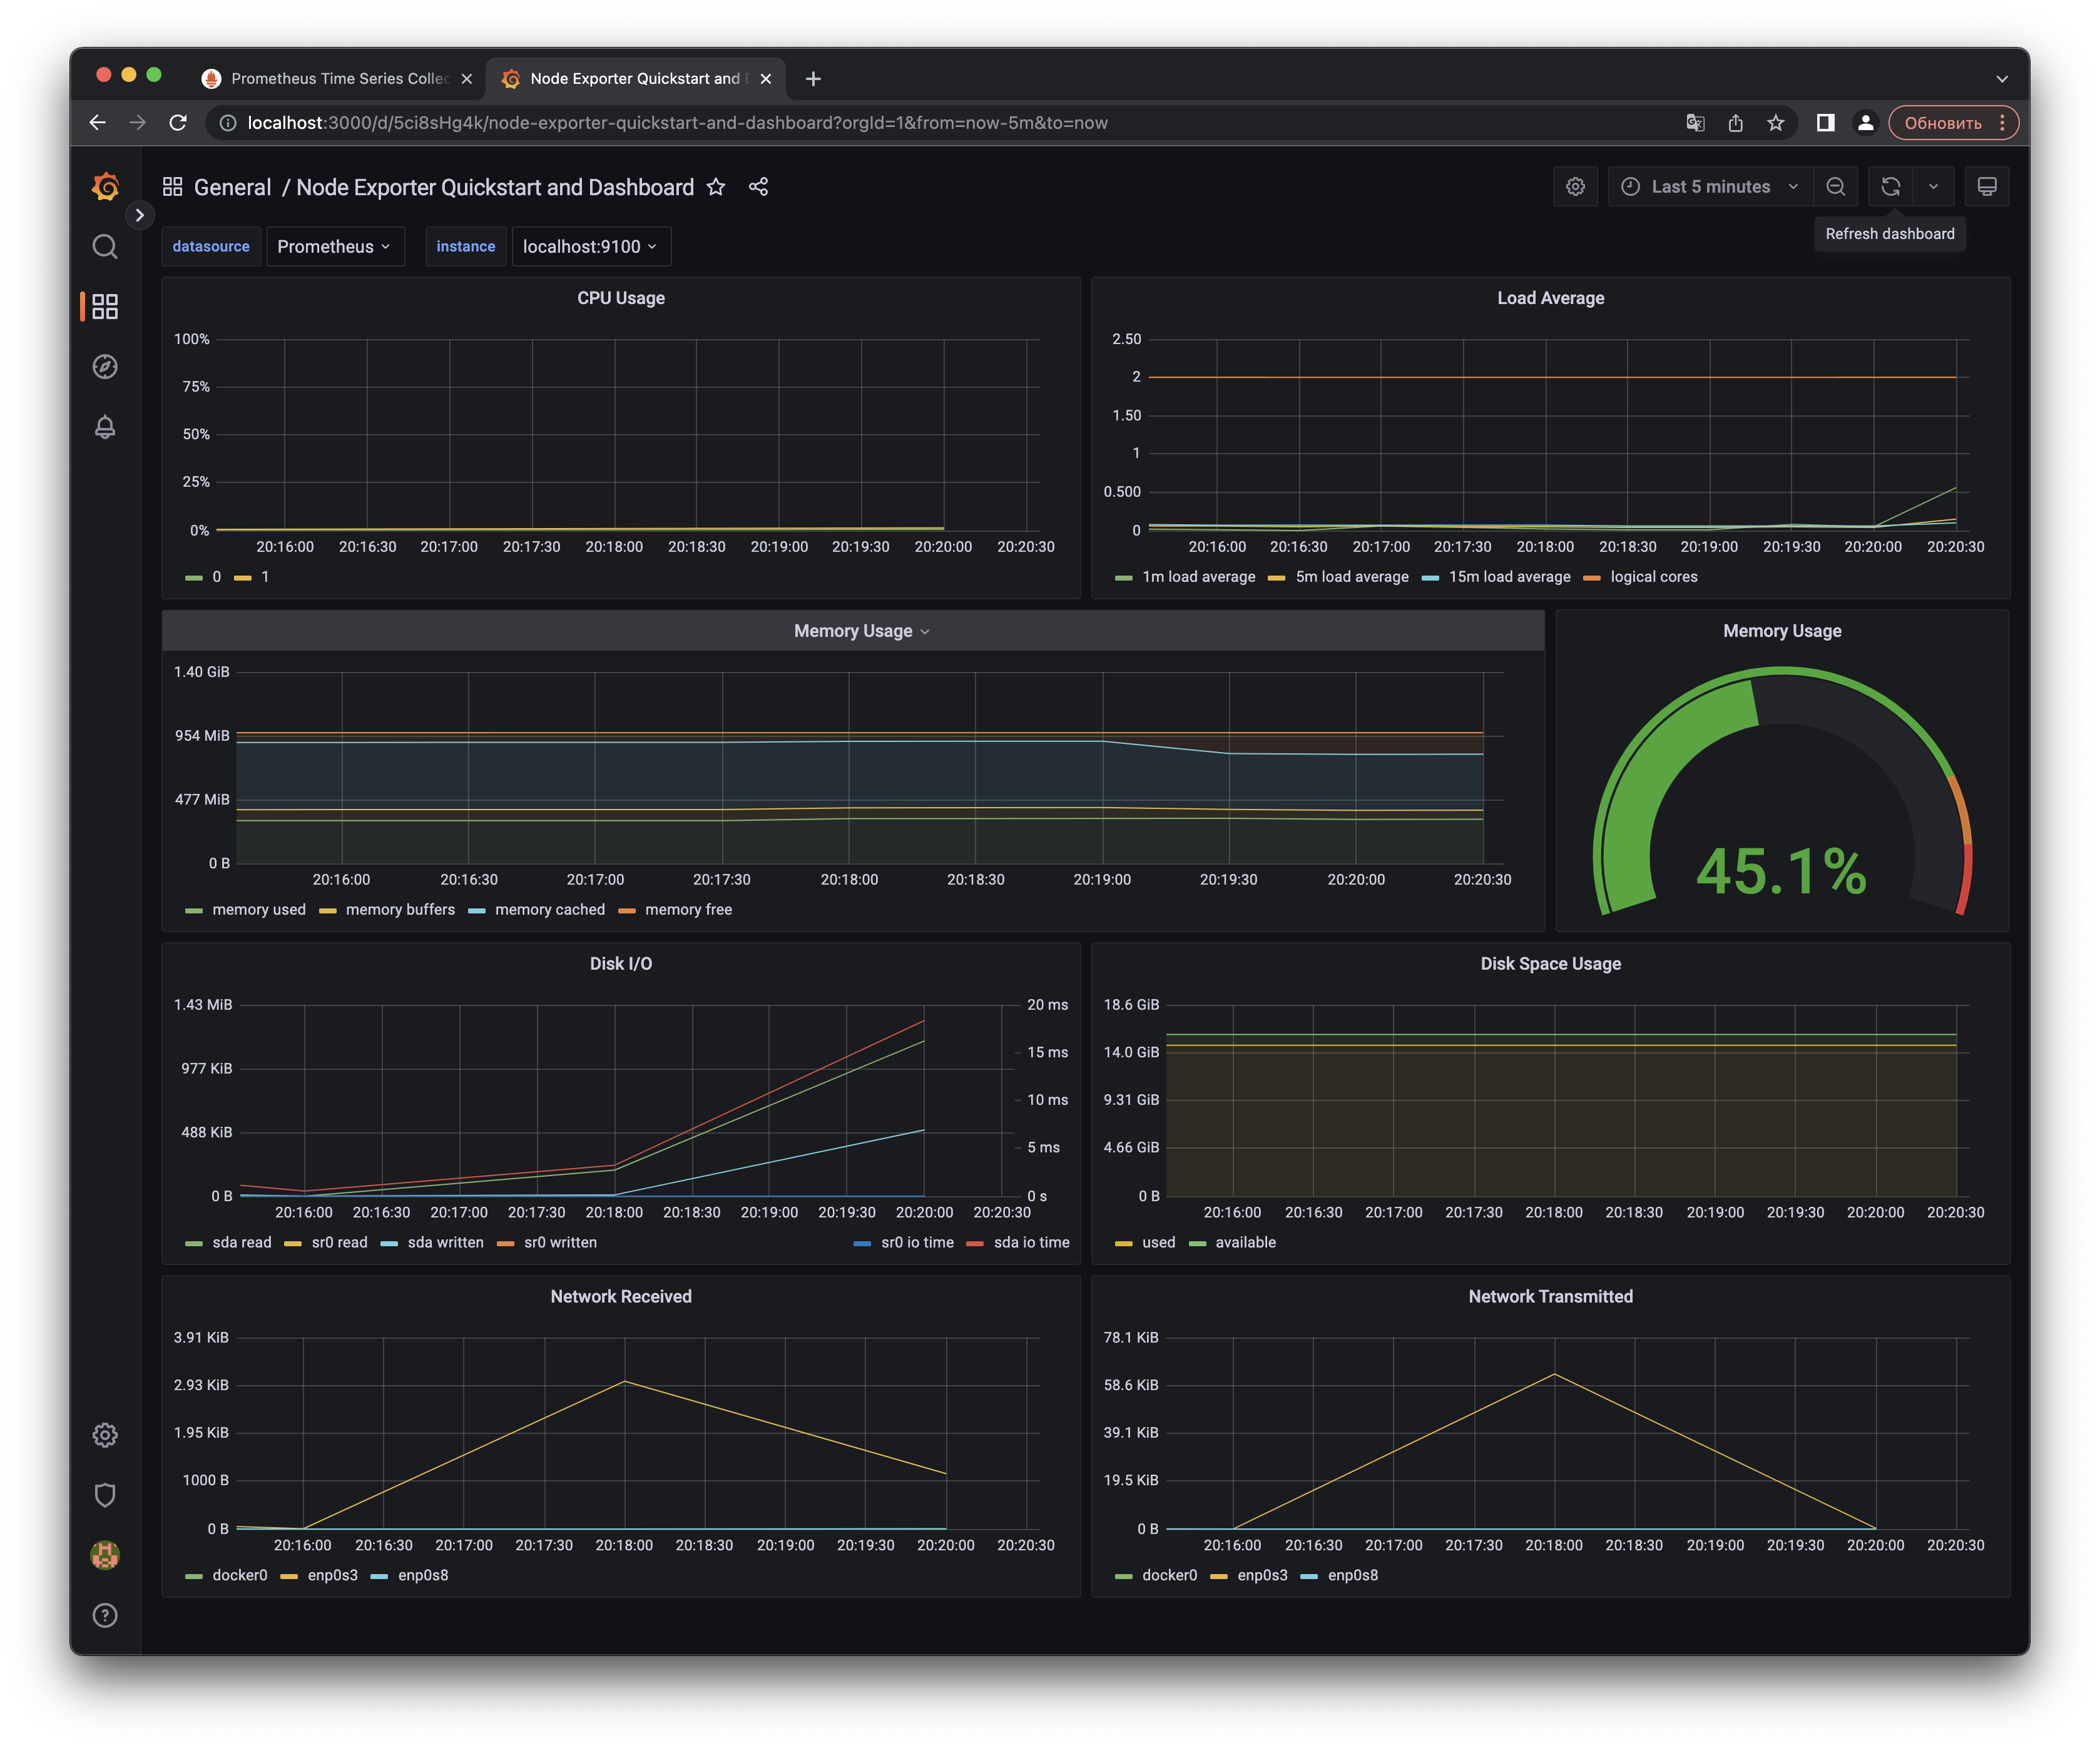 Prometheus Time Series Collec
Node Exporter Quickstart and D
localhost:3000/d/5ci8sHg4k/node-exporter-quickstart-and-dashboard?orgId=1&from=now-5m&to=now
Обновить
General / Node Exporter Quickstart and Dashboard
Last 5 minutes
Refresh dashboard
datasource Prometheus instance localhost:9100
CPU Usage
100%
75%
50%
25%
0%
20:16:00 20:16:30 20:17:00 20:17:30 20:18:00 20:18:30 20:19:00 20:19:30 20:20:00 20:20:30
0 1
Load Average
2.50
2
1.50
1
0.500
0
20:16:00 20:16:30 20:17:00 20:17:30 20:18:00 20:18:30 20:19:00 20:19:30 20:20:00 20:20:30
1m load average 5m load average 15m load average logical cores
Memory Usage
1.40 GiB
954 MiB
477 MiB
0 B
20:16:00 20:16:30 20:17:00 20:17:30 20:18:00 20:18:30 20:19:00 20:19:30 20:20:00 20:20:30
memory used memory buffers memory cached memory free
Memory Usage
45.1%
Disk I/O
1.43 MiB
977 KiB
488 KiB
0 B
20 ms
15 ms
10 ms
5 ms
0 s
20:16:00 20:16:30 20:17:00 20:17:30 20:18:00 20:18:30 20:19:00 20:19:30 20:20:00 20:20:30
sda read sr0 read sda written sr0 written sr0 io time sda io time
Disk Space Usage
18.6 GiB
14.0 GiB
9.31 GiB
4.66 GiB
0 B
20:16:00 20:16:30 20:17:00 20:17:30 20:18:00 20:18:30 20:19:00 20:19:30 20:20:00 20:20:30
used available
Network Received
3.91 KiB
2.93 KiB
1.95 KiB
1000 B
0 B
20:16:00 20:16:30 20:17:00 20:17:30 20:18:00 20:18:30 20:19:00 20:19:30 20:20:00 20:20:30
docker0 enp0s3 enp0s8
Network Transmitted
78.1 KiB
58.6 KiB
39.1 KiB
19.5 KiB
0 B
20:16:00 20:16:30 20:17:00 20:17:30 20:18:00 20:18:30 20:19:00 20:19:30 20:20:00 20:20:30
docker0 enp0s3 enp0s8